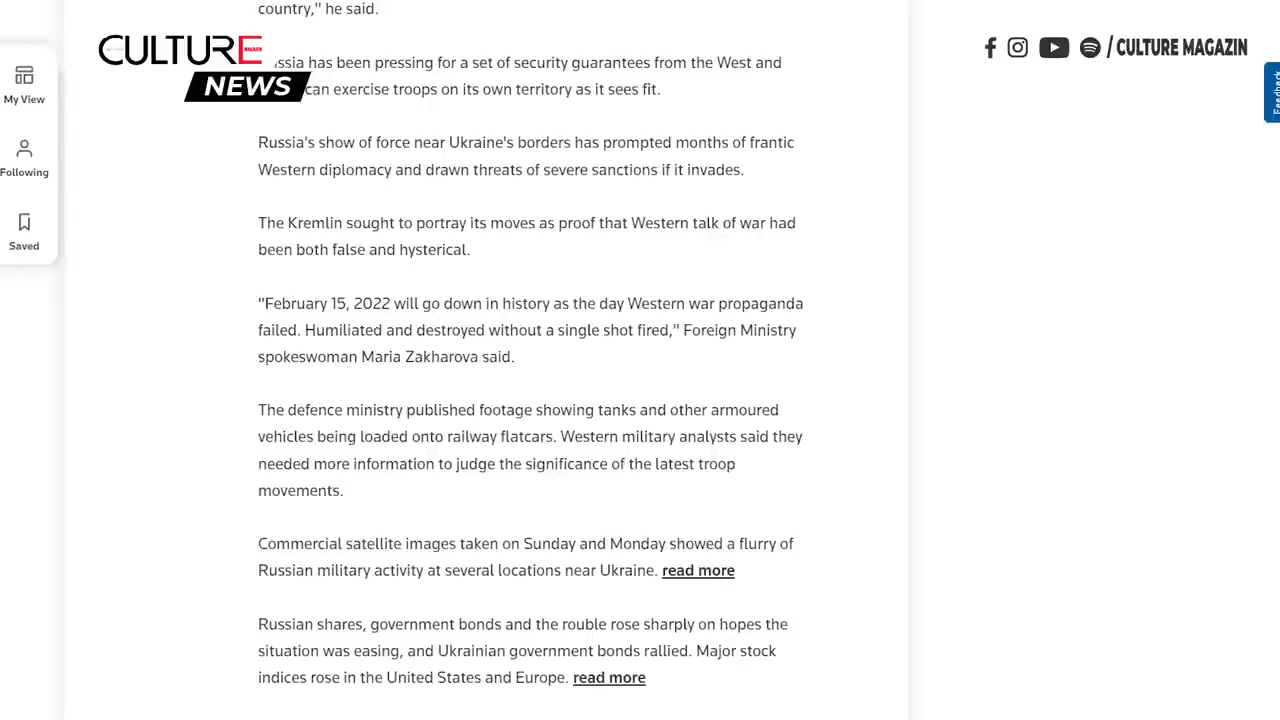 country," he said.
CULTURE
NEWS
/ CULTURE MAGAZIN
Feedback
My View
Following
Saved
has been pressing for a set of security guarantees from the West and
can exercise troops on its own territory as it sees fit.
Russia's show of force near Ukraine's borders has prompted months of frantic
Western diplomacy and drawn threats of severe sanctions if it invades.
The Kremlin sought to portray its moves as proof that Western talk of war had
been both false and hysterical.
"February 15, 2022 will go down in history as the day Western war propaganda
failed. Humiliated and destroyed without a single shot fired," Foreign Ministry
spokeswoman Maria Zakharova said.
The defence ministry published footage showing tanks and other armoured
vehicles being loaded onto railway flatcars. Western military analysts said they
needed more information to judge the significance of the latest troop
movements.
Commercial satellite images taken on Sunday and Monday showed a flurry of
Russian military activity at several locations near Ukraine. read more
Russian shares, government bonds and the rouble rose sharply on hopes the
situation was easing, and Ukrainian government bonds rallied. Major stock
indices rose in the United States and Europe. read more